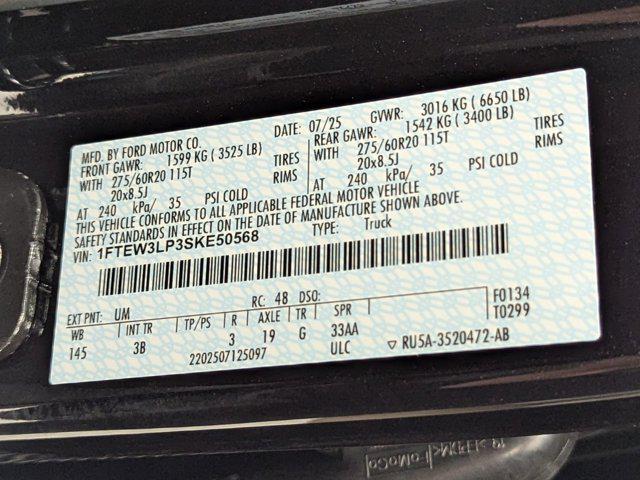 MFD. BY FORD MOTOR CO. DATE: 07/25 GVWR: 3016 KG ( 6650 LB)
FRONT GAWR: 1599 KG ( 3525 LB) REAR GAWR: 1542 KG ( 3400 LB)
WITH 275/60R20 115T TIRES WITH 275/60R20 115T TIRES
20x8.5J RIMS 20x8.5J RIMS
AT 240 kPa/ 35 PSI COLD AT 240 kPa/ 35 PSI COLD
THIS VEHICLE CONFORMS TO ALL APPLICABLE FEDERAL MOTOR VEHICLE
SAFETY STANDARDS IN EFFECT ON THE DATE OF MANUFACTURE SHOWN ABOVE.
VIN: 1FTEW3LP3SKE50568 TYPE: Truck
EXT PNT: UM RC: 48 DSO: F0134
WB INT TR TP/PS R AXLE TR SPR T0299
145 3B 3 19 G 33AA
2202507125097 ULC ▽ RU5A-3520472-AB
FoMoCo